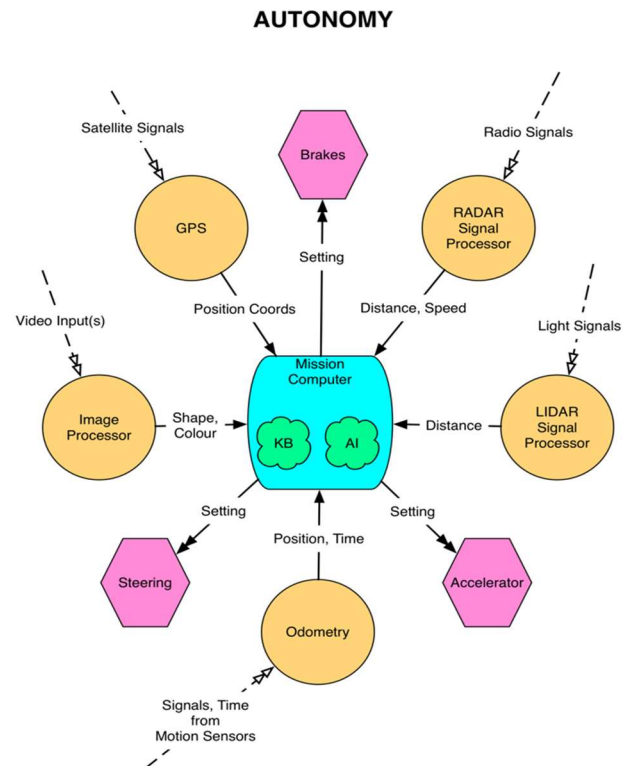 AUTONOMY
Satellite Signals
Brakes
Radio Signals
GPS
RADAR
Signal
Processor
Setting
Position Coords
Distance, Speed
Video Input(s)
Light Signals
Mission
Computer
Image
Processor
Shape,
Colour
KB
AI
Distance
LIDAR
Signal
Processor
Setting
Setting
Position, Time
Steering
Accelerator
Odometry
Signals, Time
from
Motion Sensors